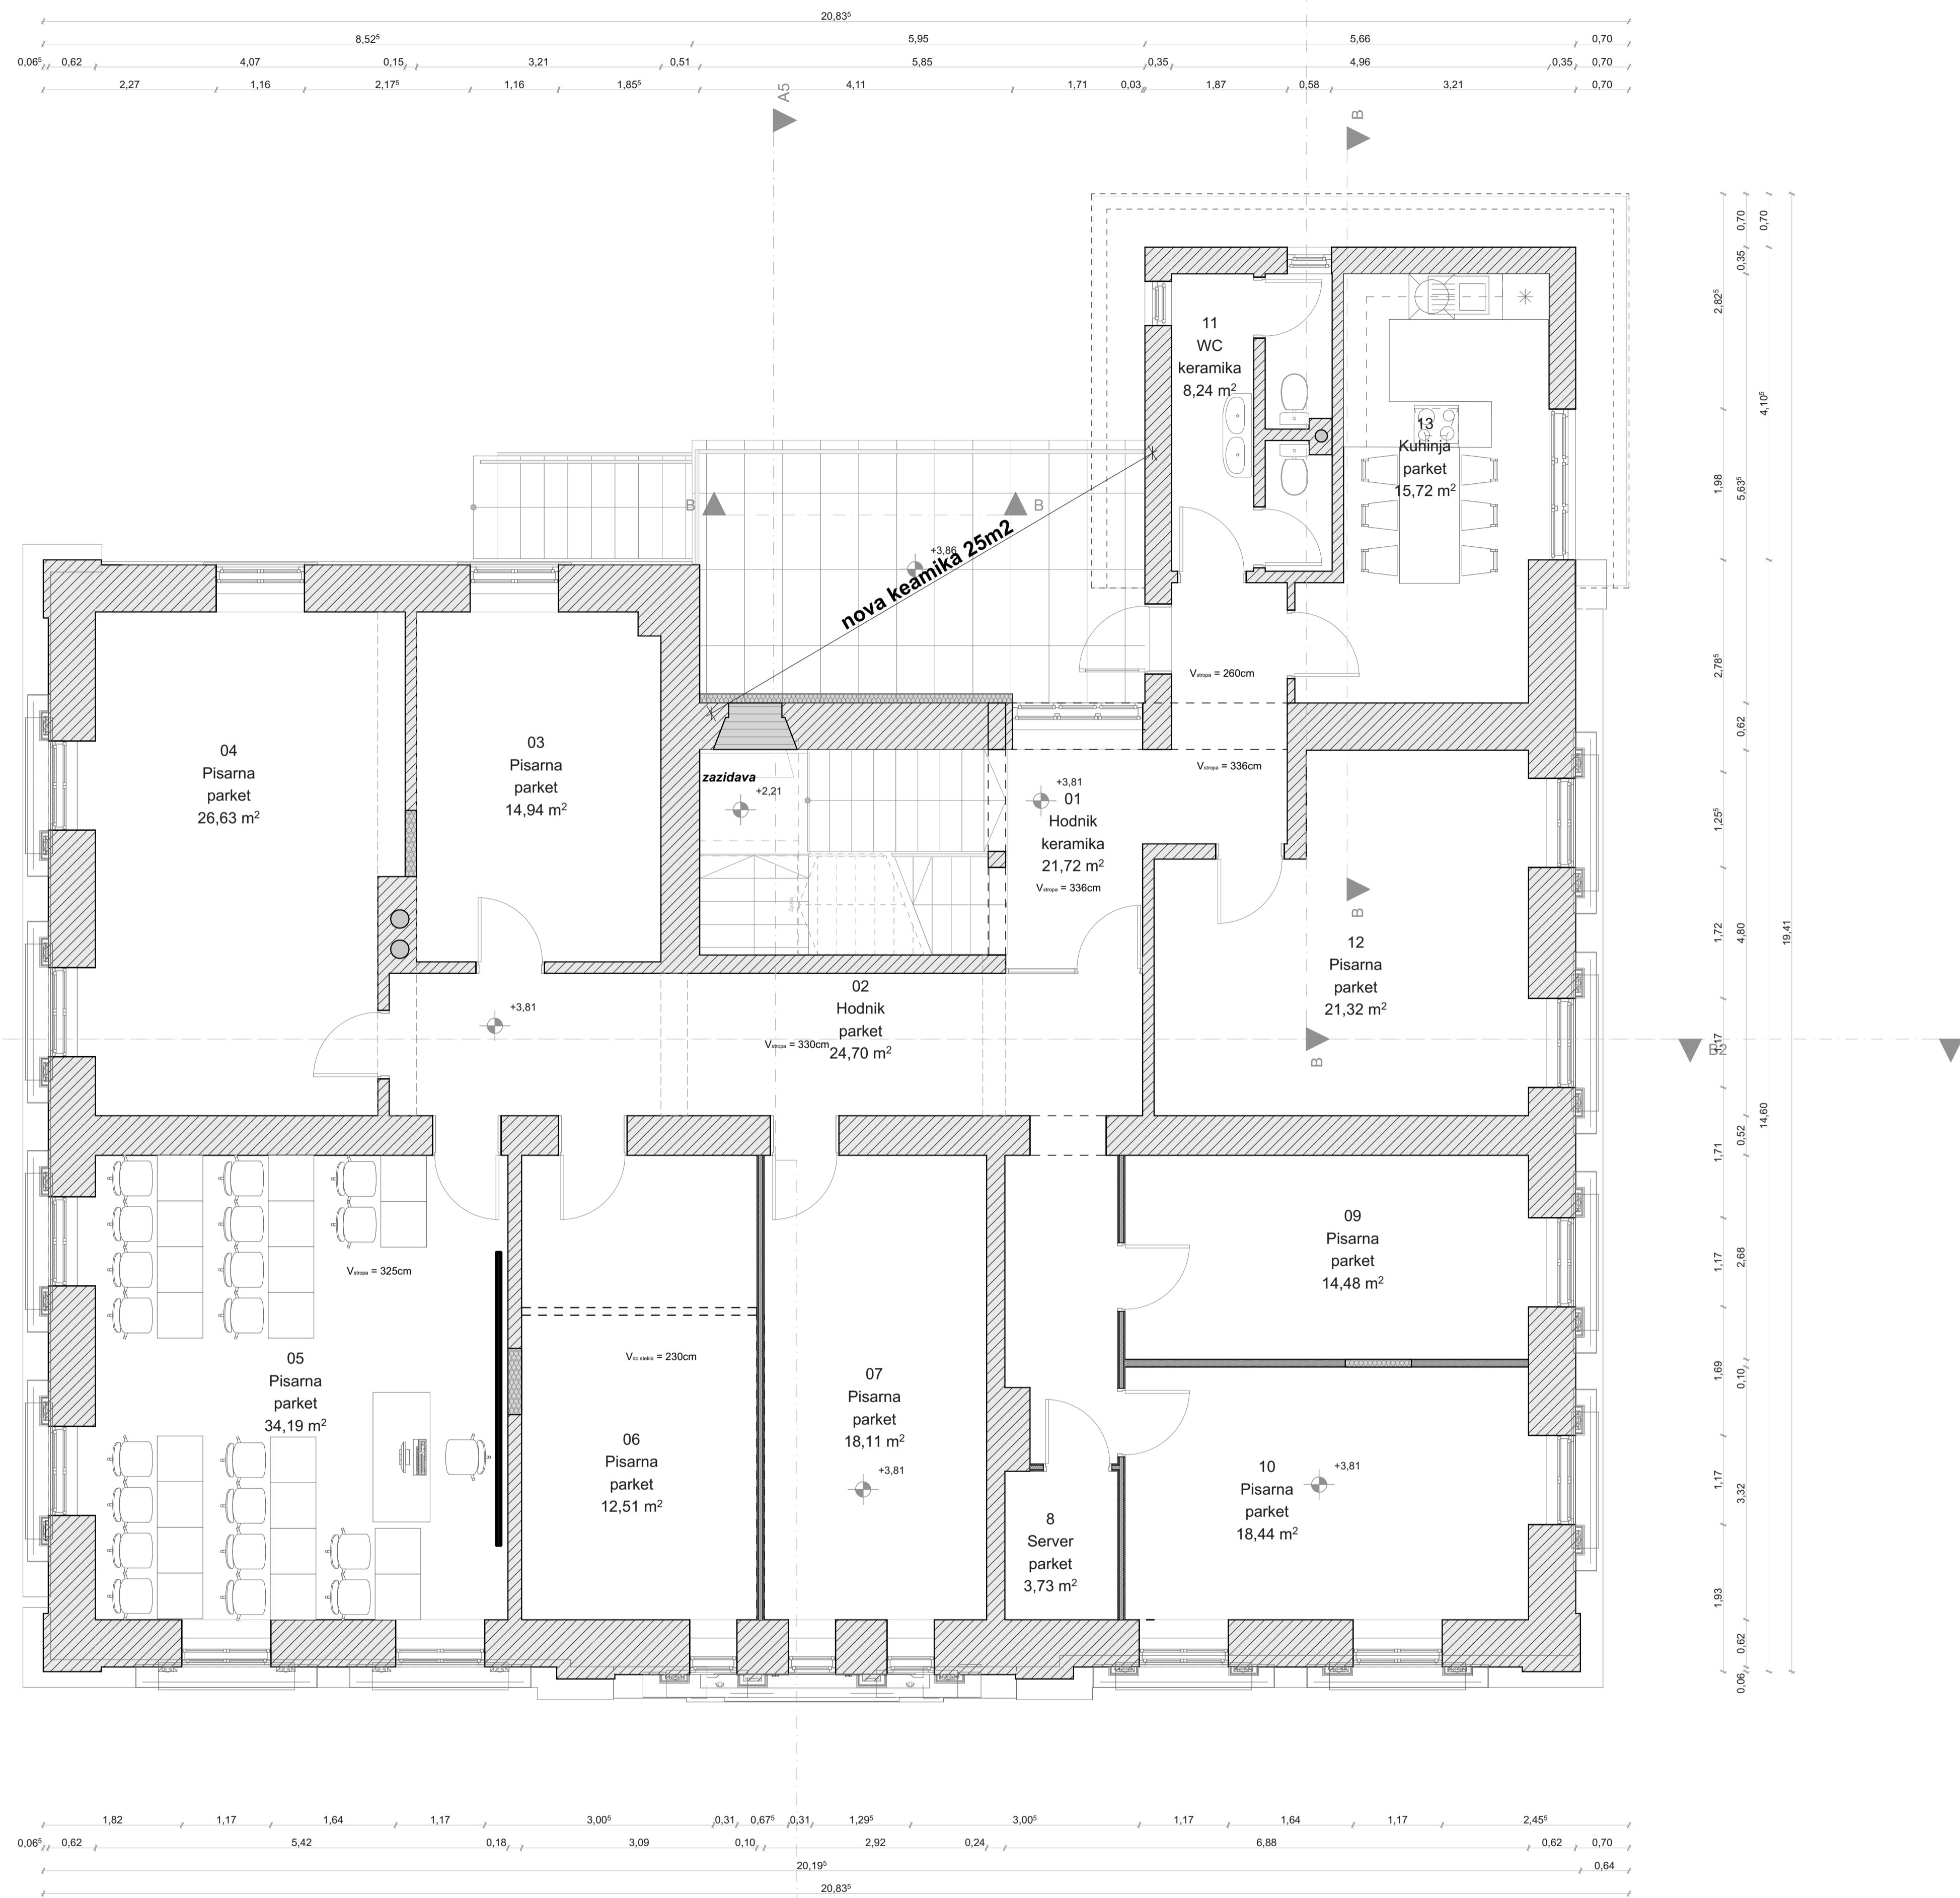 20,83⁵
8,52⁵ 5,95 5,66 0,70
0,06⁵ 0,62 4,07 0,15 3,21 0,51 5,85 0,35 4,96 0,35 0,70
2,27 1,16 2,17⁵ 1,16 1,85⁵ 4,11 1,71 0,03 1,87 0,58 3,21 0,70
A5
B
11
WC
keramika
8,24 m²
13
Kuhinja
parket
15,72 m²
B
B
+3,86
nova keamika 25m2
Vstropa = 260cm
04
Pisarna
parket
26,63 m²
03
Pisarna
parket
14,94 m²
zazidava
+2,21
+3,81
01
Hodnik
keramika
21,72 m²
Vstropa = 336cm
Vstropa = 336cm
B
12
Pisarna
parket
21,32 m²
02
Hodnik
parket
24,70 m²
+3,81
Vstropa = 330cm
B
B2
05
Pisarna
parket
34,19 m²
Vstropa = 325cm
06
Pisarna
parket
12,51 m²
Vdo stekla = 230cm
07
Pisarna
parket
18,11 m²
+3,81
8
Server
parket
3,73 m²
09
Pisarna
parket
14,48 m²
10
Pisarna
parket
18,44 m²
+3,81
2,82⁵
1,98
2,78⁵
1,25⁵
1,72
1,17
1,71
1,17
1,69
1,17
1,93
0,70
0,35
5,63⁵
0,62
4,80
0,52
2,68
0,10
3,32
0,62
0,06
0,70
4,10⁵
14,60
19,41
1,82 1,17 1,64 1,17 3,00⁵ 0,31 0,67⁵ 0,31 1,29⁵ 3,00⁵ 1,17 1,64 1,17 2,45⁵
0,06⁵ 0,62 5,42 0,18 3,09 0,10 2,92 0,24 6,88 0,62 0,70
20,19⁵ 0,64
20,83⁵